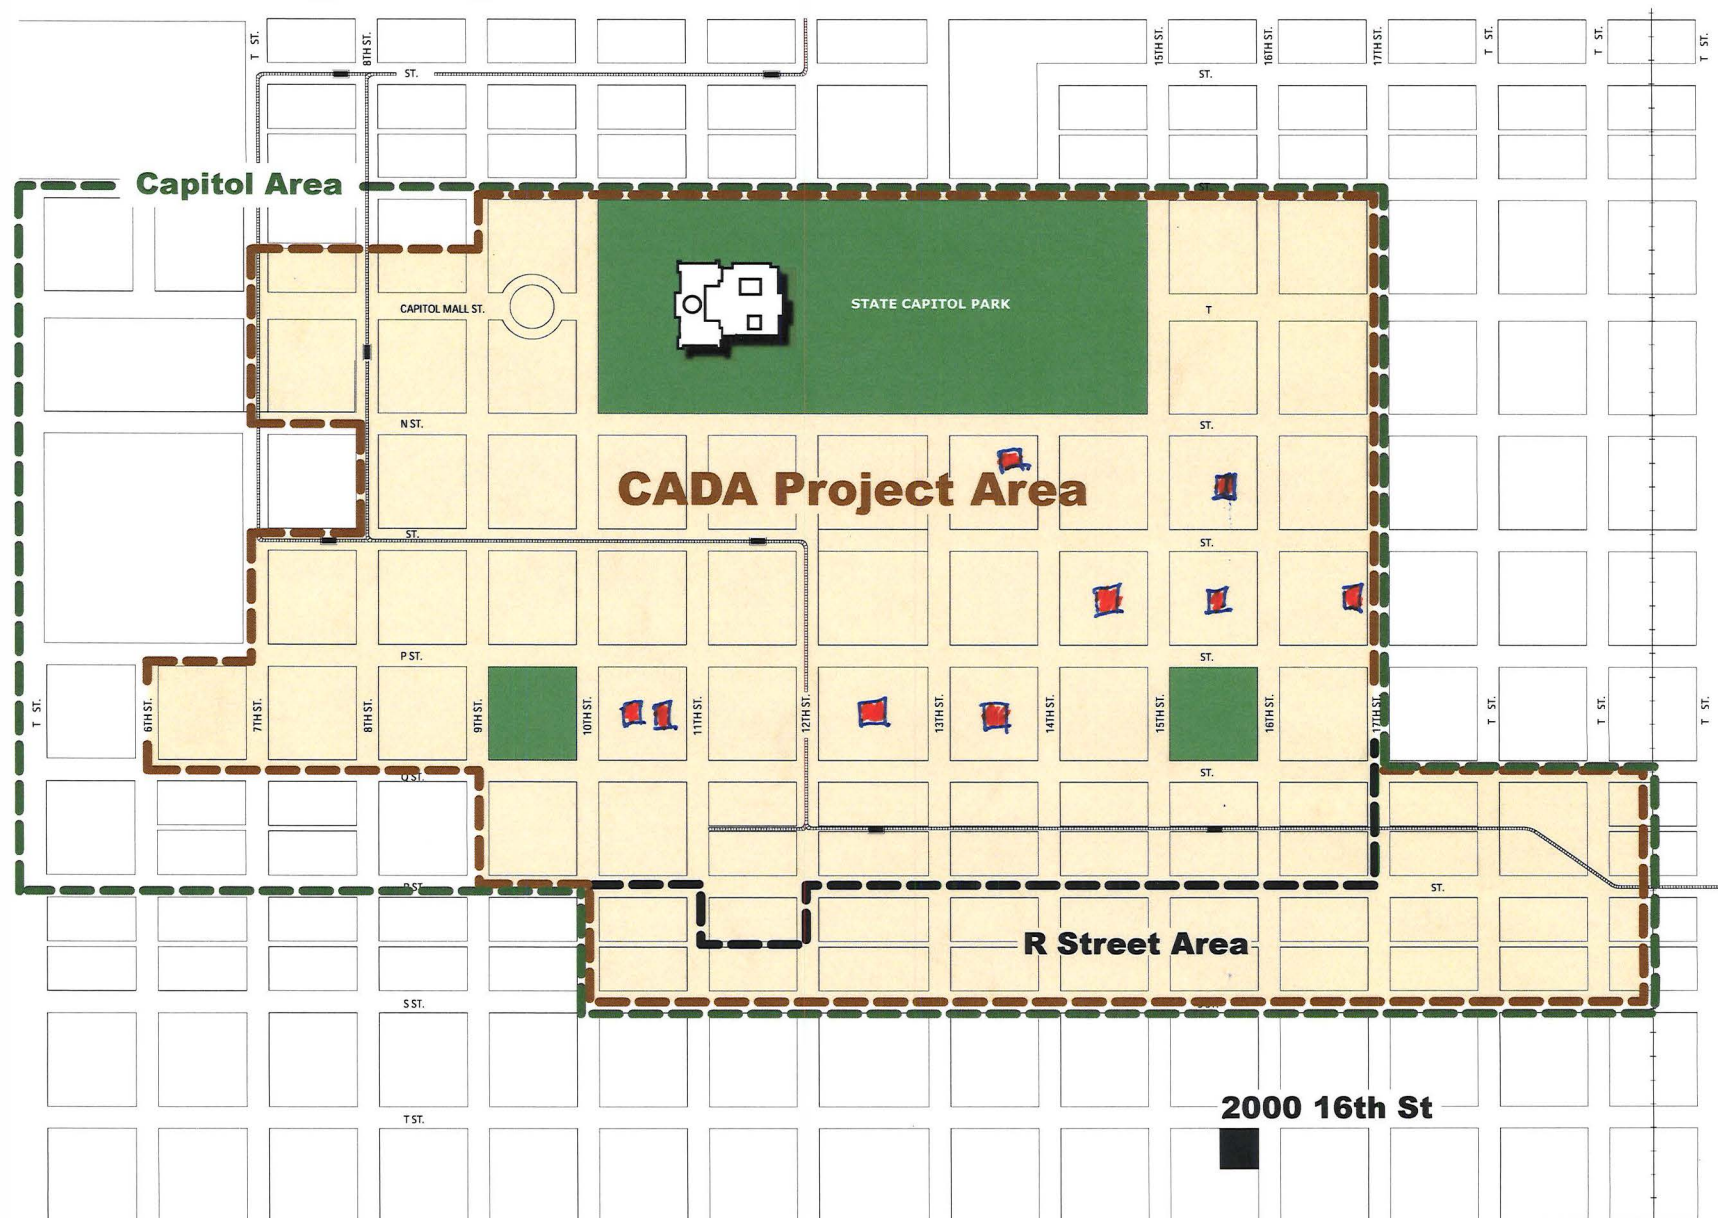 T ST.
8TH ST.
15TH ST.
16TH ST.
17TH ST.
T ST.
T ST.
T ST.
ST.
ST.
Capitol Area
ST.
CAPITOL MALL ST.
STATE CAPITOL PARK
T
N ST.
ST.
CADA Project Area
ST.
ST.
P ST.
ST.
T ST.
6TH ST.
7TH ST.
8TH ST.
9TH ST.
10TH ST.
11TH ST.
12TH ST.
13TH ST.
14TH ST.
15TH ST.
16TH ST.
17TH ST.
T ST.
T ST.
T ST.
Q ST.
ST.
ST.
R Street Area
S ST.
2000 16th St
T ST.